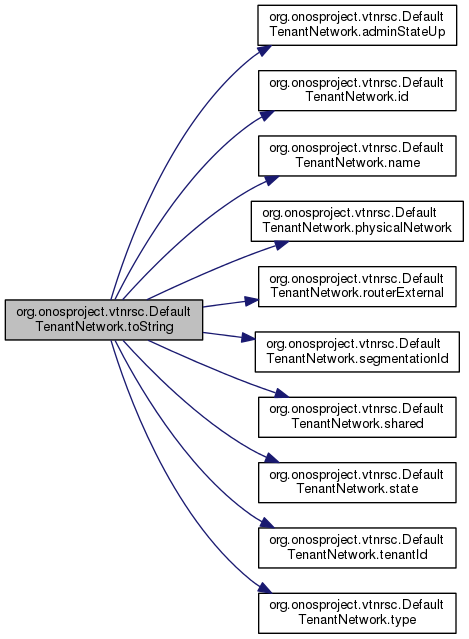 org.onosproject.vtnrsc.Default
TenantNetwork.adminStateUp
org.onosproject.vtnrsc.Default
TenantNetwork.id
org.onosproject.vtnrsc.Default
TenantNetwork.name
org.onosproject.vtnrsc.Default
TenantNetwork.physicalNetwork
org.onosproject.vtnrsc.Default
TenantNetwork.toString
org.onosproject.vtnrsc.Default
TenantNetwork.routerExternal
org.onosproject.vtnrsc.Default
TenantNetwork.segmentationId
org.onosproject.vtnrsc.Default
TenantNetwork.shared
org.onosproject.vtnrsc.Default
TenantNetwork.state
org.onosproject.vtnrsc.Default
TenantNetwork.tenantId
org.onosproject.vtnrsc.Default
TenantNetwork.type